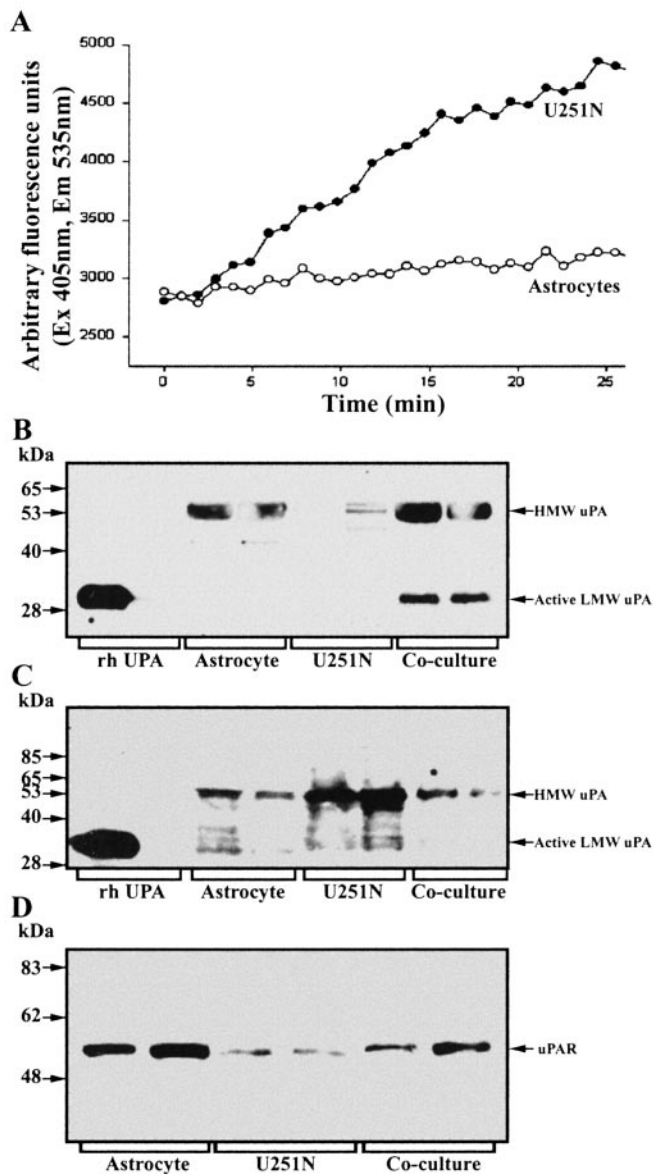 A
Arbitrary fluorescence units
(Ex 405nm, Em 535nm)
5000
4500
4000
3500
3000
2500
U251N
Astrocytes
0 5 10 15 20 25
Time (min)
B
kDa
65
53
40
28
HMW uPA
Active LMW uPA
rh UPA Astrocyte U251N Co-culture
C
kDa
85
65
53
40
28
HMW uPA
Active LMW uPA
rh UPA Astrocyte U251N Co-culture
D
kDa
83
62
48
uPAR
Astrocyte U251N Co-culture